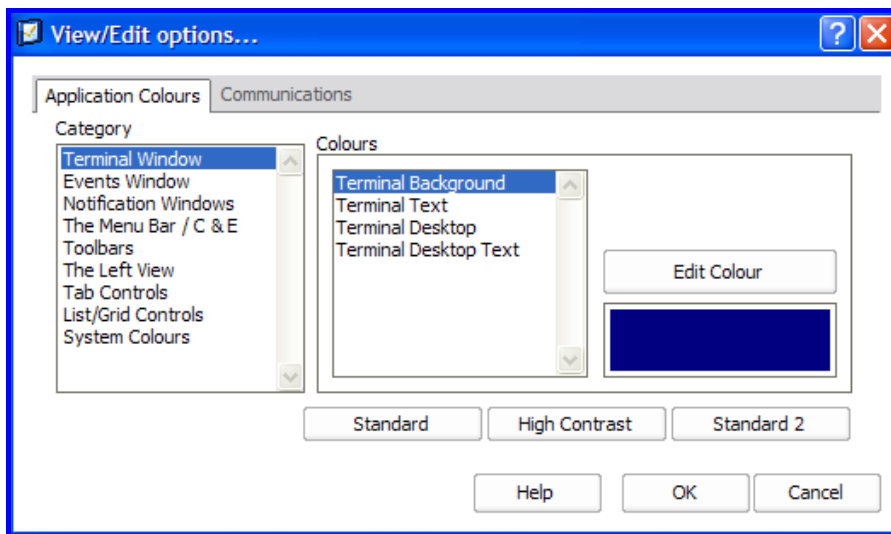 View/Edit options...
?
Application Colours
Communications
Category
Terminal Window
Events Window
Notification Windows
The Menu Bar / C & E
Toolbars
The Left View
Tab Controls
List/Grid Controls
System Colours
Colours
Terminal Background
Terminal Text
Terminal Desktop
Terminal Desktop Text
Edit Colour
Standard
High Contrast
Standard 2
Help
OK
Cancel